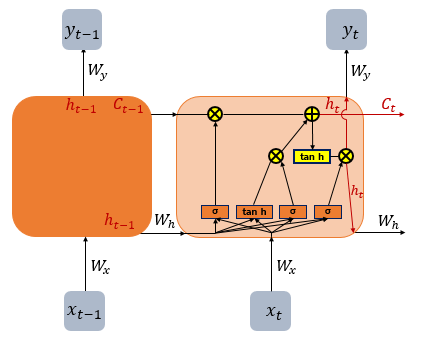 y_{t−1}
y_t
W_y
W_y
h_{t−1} C_{t−1}
h_t C_t
tan h
h_t
σ tan h σ σ
h_{t−1} W_h
W_h
W_x
W_x
x_{t−1}
x_t